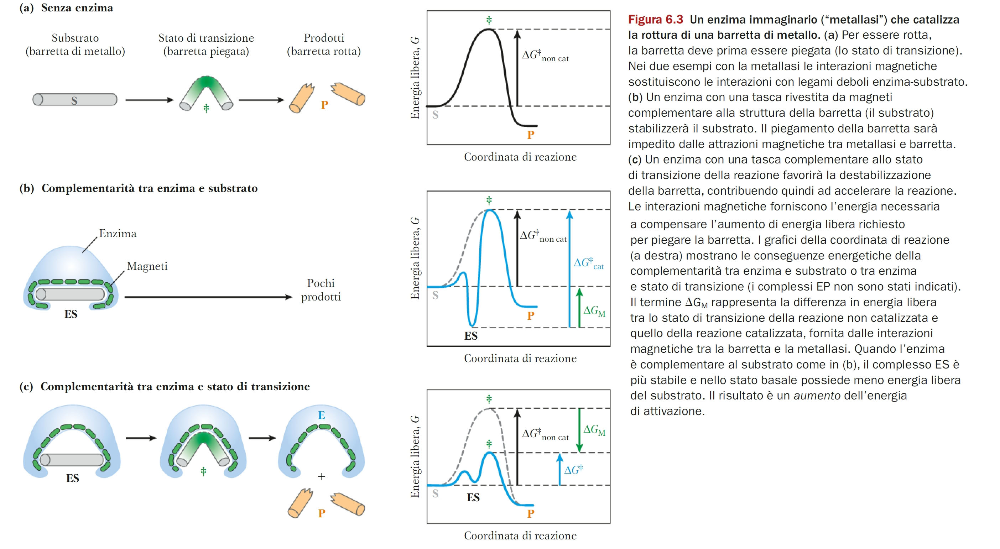 (a) Senza enzima
Substrato
(barretta di metallo)
Stato di transizione
(barretta piegata)
Prodotti
(barretta rotta)
S
‡
P
Energia libera, G
‡
ΔG‡ non cat
S
P
Coordinata di reazione
(b) Complementarità tra enzima e substrato
Enzima
Magneti
ES
Pochi
prodotti
Energia libera, G
‡
ΔG‡ non cat
ΔG‡ cat
ΔGM
S
P
ES
Coordinata di reazione
(c) Complementarità tra enzima e stato di transizione
ES
‡
E
+
P
Energia libera, G
‡
ΔG‡ non cat
ΔGM
‡
ΔG‡
S
ES
P
Coordinata di reazione
Figura 6.3 Un enzima immaginario (“metallasi”) che catalizza
la rottura di una barretta di metallo. (a) Per essere rotta,
la barretta deve prima essere piegata (lo stato di transizione).
Nei due esempi con la metallasi le interazioni magnetiche
sostituiscono le interazioni con legami deboli enzima-substrato.
(b) Un enzima con una tasca rivestita da magneti
complementare alla struttura della barretta (il substrato)
stabilizzerà il substrato. Il piegamento della barretta sarà
impedito dalle attrazioni magnetiche tra metallasi e barretta.
(c) Un enzima con una tasca complementare allo stato
di transizione della reazione favorirà la destabilizzazione
della barretta, contribuendo quindi ad accelerare la reazione.
Le interazioni magnetiche forniscono l’energia necessaria
a compensare l’aumento di energia libera richiesto
per piegare la barretta. I grafici della coordinata di reazione
(a destra) mostrano le conseguenze energetiche della
complementarità tra enzima e substrato o tra enzima
e stato di transizione (i complessi EP non sono stati indicati).
Il termine ΔGM rappresenta la differenza in energia libera
tra lo stato di transizione della reazione non catalizzata e
quello della reazione catalizzata, fornita dalle interazioni
magnetiche tra la barretta e la metallasi. Quando l’enzima
è complementare al substrato come in (b), il complesso ES è
più stabile e nello stato basale possiede meno energia libera
del substrato. Il risultato è un aumento dell’energia
di attivazione.